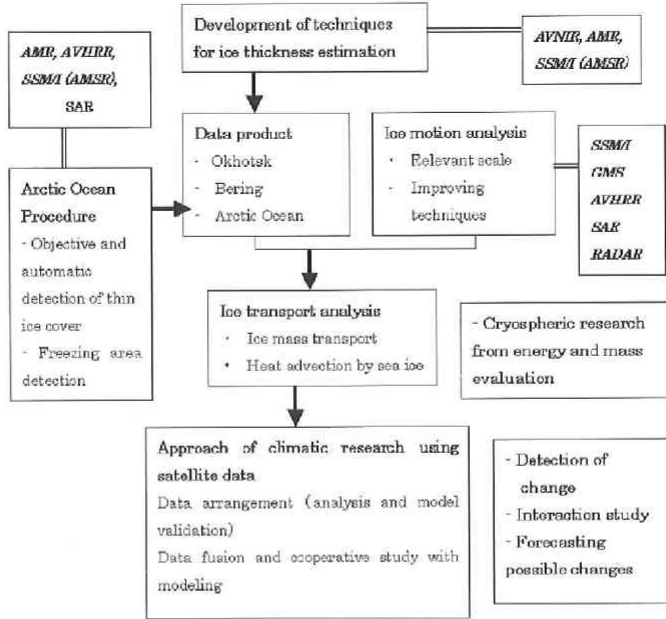 Development of techniques
for ice thickness estimation
AMR, AVHRR,
SSM/I (AMSR),
SAR
AVNIR, AMR,
SSM/I (AMSR)
Data product
· Okhotsk
· Bering
· Arctic Ocean
Ice motion analysis
· Relevant scale
· Improving
techniques
SSM/I
GMS
AVHRR
SAR
RADAR
Arctic Ocean
Procedure
- Objective and
automatic
detection of thin
ice cover
- Freezing area
detection
Ice transport analysis
· Ice mass transport
• Heat advection by sea ice
- Cryospheric research
from energy and mass
evaluation
Approach of climatic research using
satellite data
Data arrangement (analysis and model
validation)
Data fusion and cooperative study with
modeling
- Detection of
change
- Interaction study
- Forecasting
possible changes